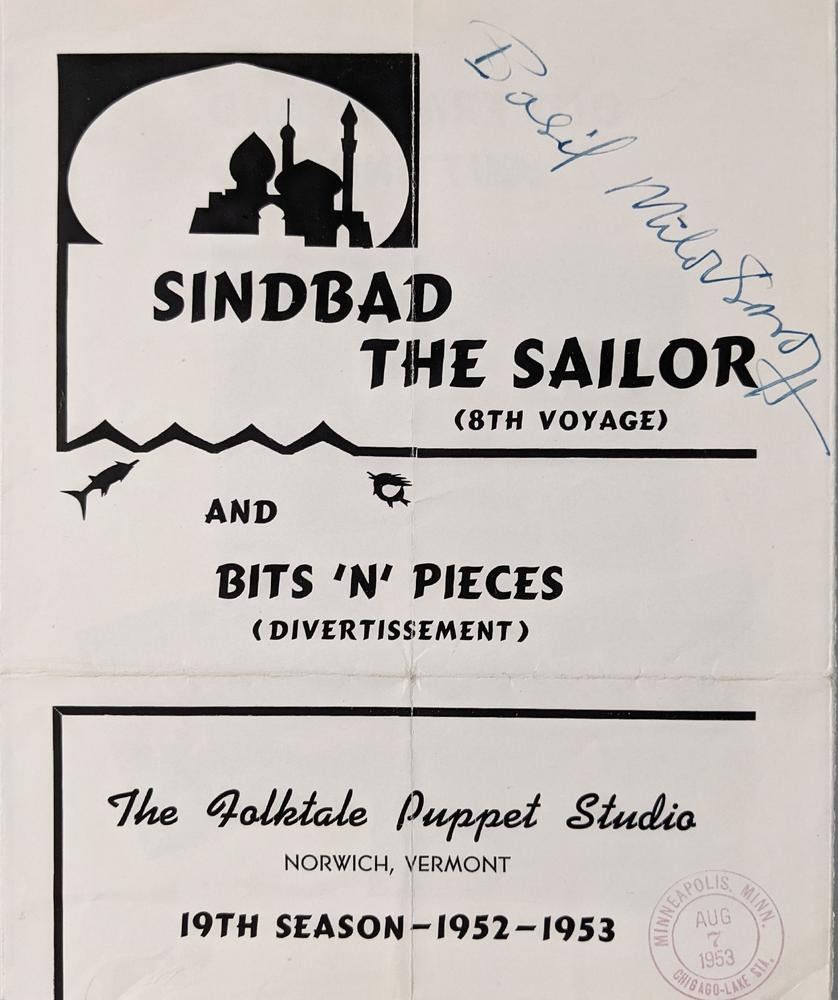 Basil Milovsoroff
SINDBAD
THE SAILOR
(8TH VOYAGE)
AND
BITS 'N' PIECES
(DIVERTISSEMENT)
The Folktale Puppet Studio
NORWICH, VERMONT
19TH SEASON—1952—1953
MINNEAPOLIS, MINN.
AUG
7
1953
CHICAGO-LAKE STA.